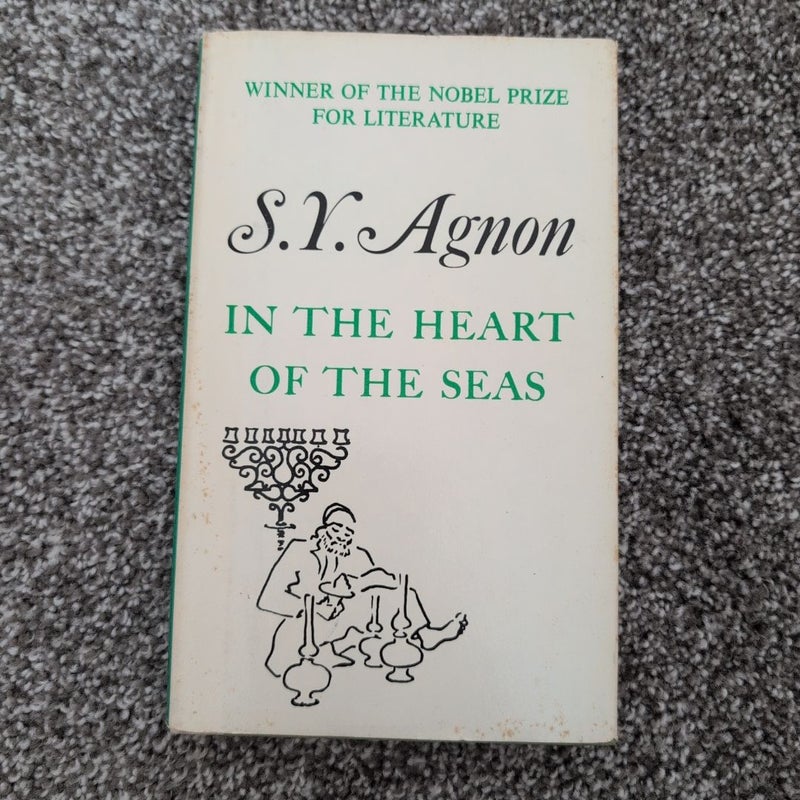 WINNER OF THE NOBEL PRIZE
FOR LITERATURE
S.Y. Agnon
IN THE HEART
OF THE SEAS